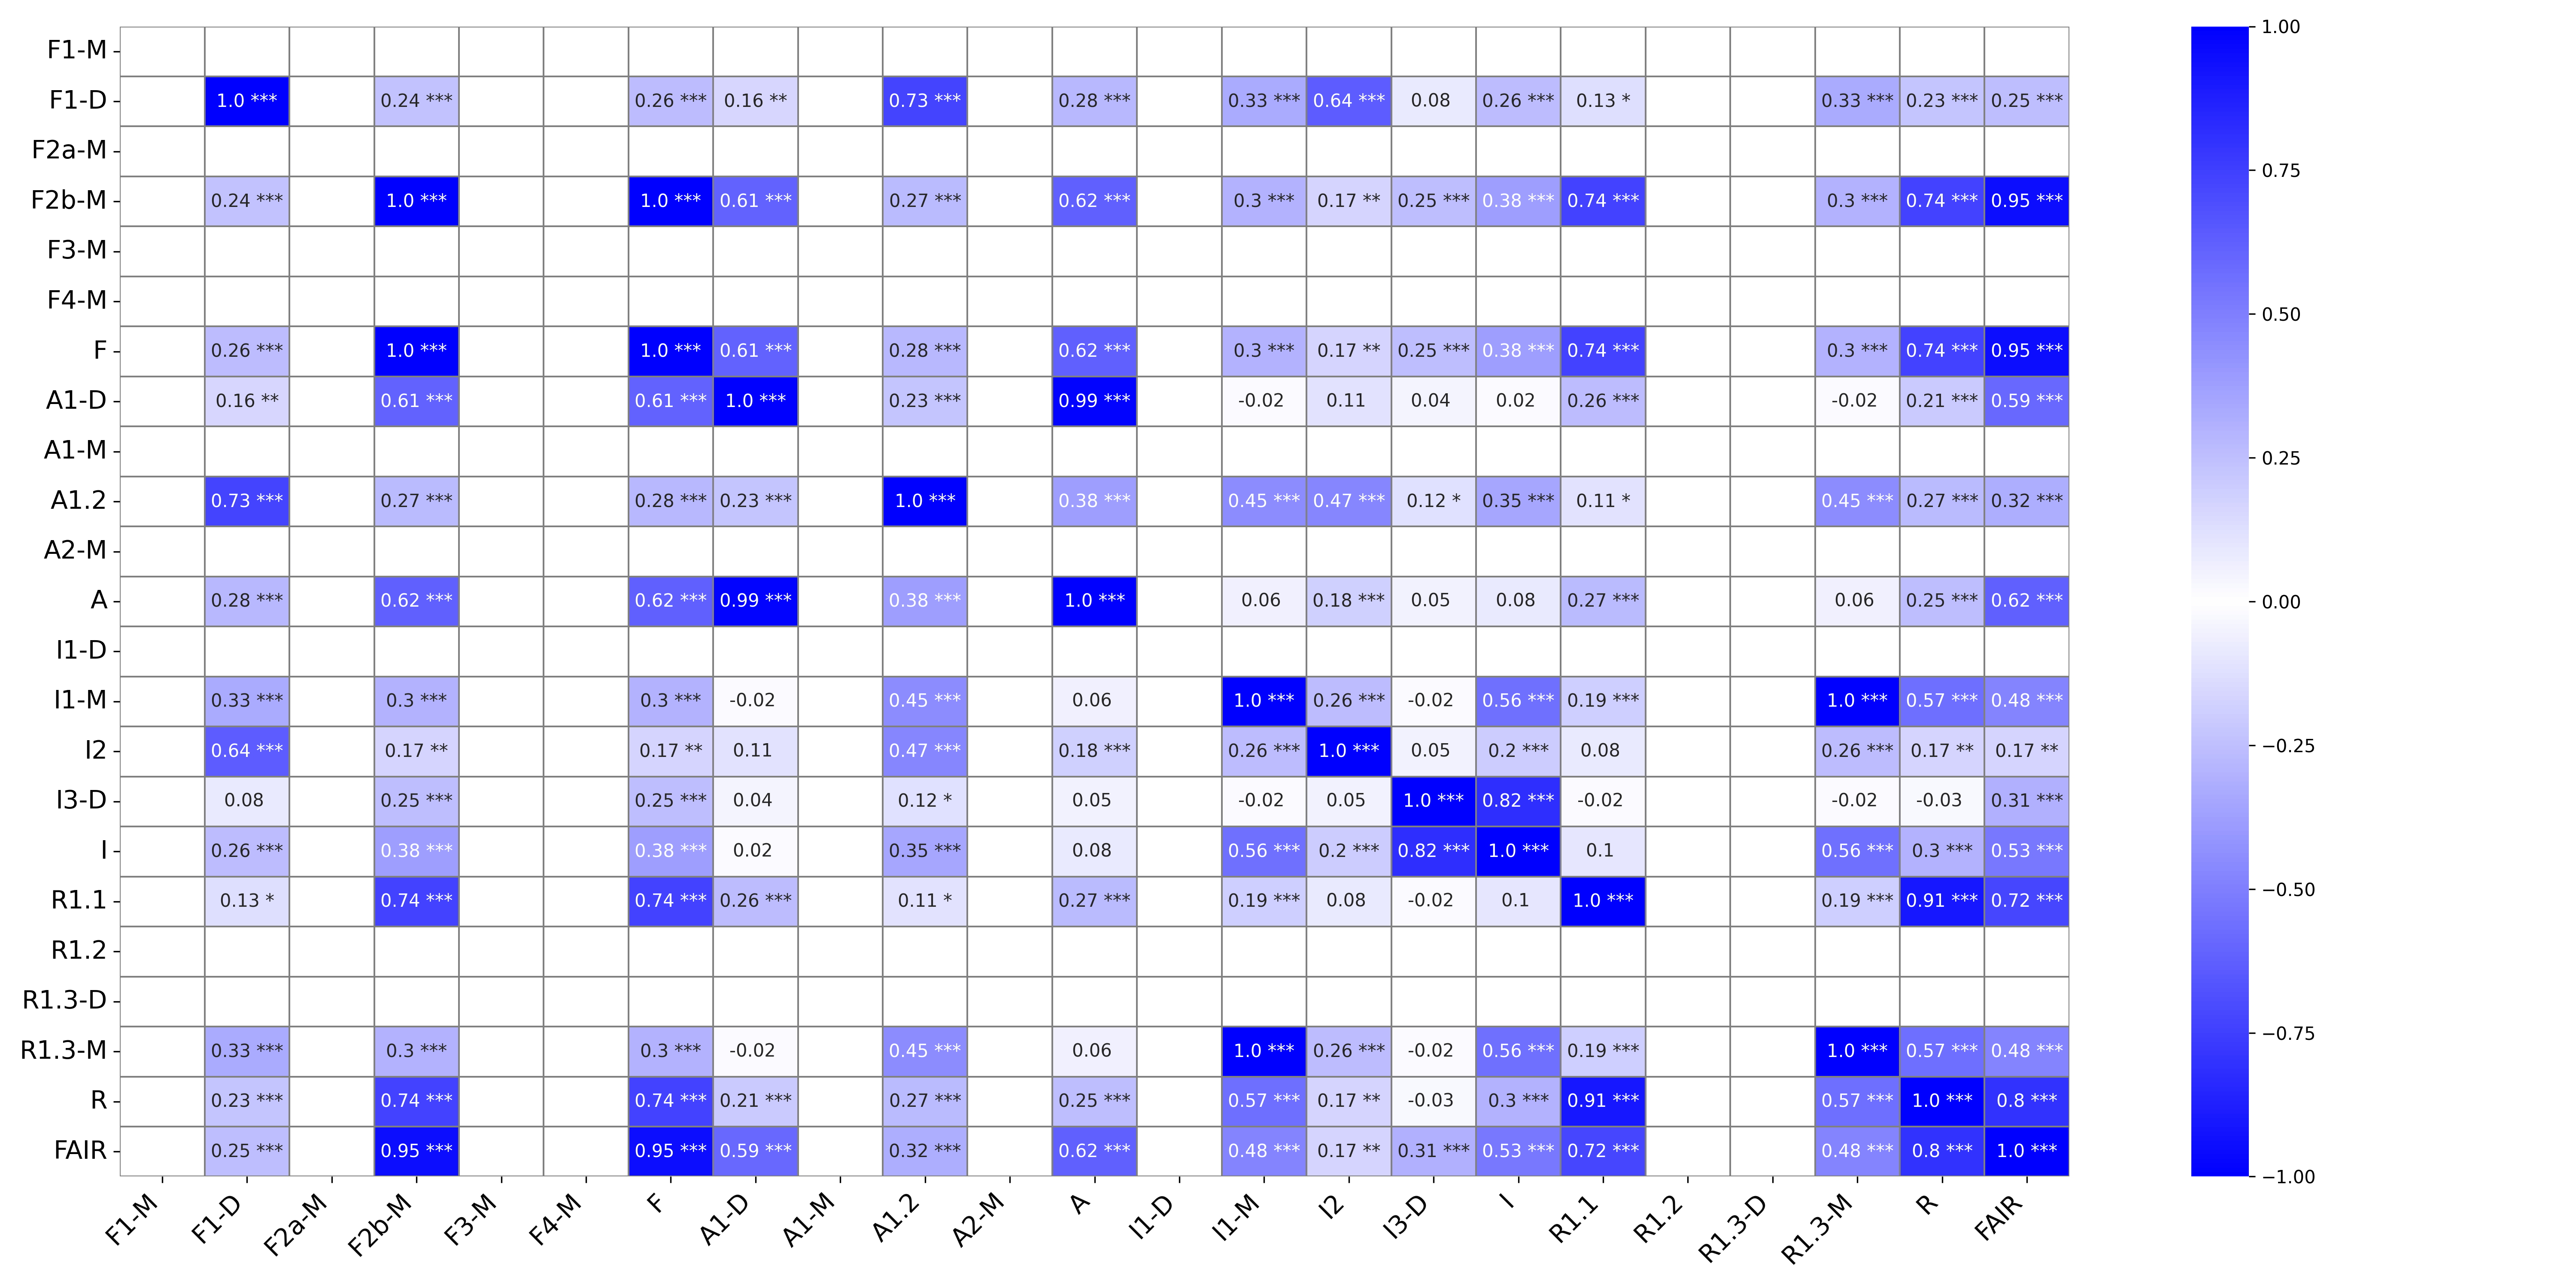 F1-M
F1-D 1.0 *** 0.24 *** 0.26 *** 0.16 ** 0.73 *** 0.28 *** 0.33 *** 0.64 *** 0.08 0.26 *** 0.13 * 0.33 *** 0.23 *** 0.25 ***
F2a-M
F2b-M 0.24 *** 1.0 *** 1.0 *** 0.61 *** 0.27 *** 0.62 *** 0.3 *** 0.17 ** 0.25 *** 0.38 *** 0.74 *** 0.3 *** 0.74 *** 0.95 ***
F3-M
F4-M
F 0.26 *** 1.0 *** 1.0 *** 0.61 *** 0.28 *** 0.62 *** 0.3 *** 0.17 ** 0.25 *** 0.38 *** 0.74 *** 0.3 *** 0.74 *** 0.95 ***
A1-D 0.16 ** 0.61 *** 0.61 *** 1.0 *** 0.23 *** 0.99 *** -0.02 0.11 0.04 0.02 0.26 *** -0.02 0.21 *** 0.59 ***
A1-M
A1.2 0.73 *** 0.27 *** 0.28 *** 0.23 *** 1.0 *** 0.38 *** 0.45 *** 0.47 *** 0.12 * 0.35 *** 0.11 * 0.45 *** 0.27 *** 0.32 ***
A2-M
A 0.28 *** 0.62 *** 0.62 *** 0.99 *** 0.38 *** 1.0 *** 0.06 0.18 *** 0.05 0.08 0.27 *** 0.06 0.25 *** 0.62 ***
I1-D
I1-M 0.33 *** 0.3 *** 0.3 *** -0.02 0.45 *** 0.06 1.0 *** 0.26 *** -0.02 0.56 *** 0.19 *** 1.0 *** 0.57 *** 0.48 ***
I2 0.64 *** 0.17 ** 0.17 ** 0.11 0.47 *** 0.18 *** 0.26 *** 1.0 *** 0.05 0.2 *** 0.08 0.26 *** 0.17 ** 0.17 **
I3-D 0.08 0.25 *** 0.25 *** 0.04 0.12 * 0.05 -0.02 0.05 1.0 *** 0.82 *** -0.02 -0.02 -0.03 0.31 ***
I 0.26 *** 0.38 *** 0.38 *** 0.02 0.35 *** 0.08 0.56 *** 0.2 *** 0.82 *** 1.0 *** 0.1 0.56 *** 0.3 *** 0.53 ***
R1.1 0.13 * 0.74 *** 0.74 *** 0.26 *** 0.11 * 0.27 *** 0.19 *** 0.08 -0.02 0.1 1.0 *** 0.19 *** 0.91 *** 0.72 ***
R1.2
R1.3-D
R1.3-M 0.33 *** 0.3 *** 0.3 *** -0.02 0.45 *** 0.06 1.0 *** 0.26 *** -0.02 0.56 *** 0.19 *** 1.0 *** 0.57 *** 0.48 ***
R 0.23 *** 0.74 *** 0.74 *** 0.21 *** 0.27 *** 0.25 *** 0.57 *** 0.17 ** -0.03 0.3 *** 0.91 *** 0.57 *** 1.0 *** 0.8 ***
FAIR 0.25 *** 0.95 *** 0.95 *** 0.59 *** 0.32 *** 0.62 *** 0.48 *** 0.17 ** 0.31 *** 0.53 *** 0.72 *** 0.48 *** 0.8 *** 1.0 ***
F1-M F1-D F2a-M F2b-M F3-M F4-M F A1-D A1-M A1.2 A2-M A I1-D I1-M I2 I3-D I R1.1 R1.2 R1.3-D R1.3-M R FAIR
1.00
0.75
0.50
0.25
0.00
−0.25
−0.50
−0.75
−1.00